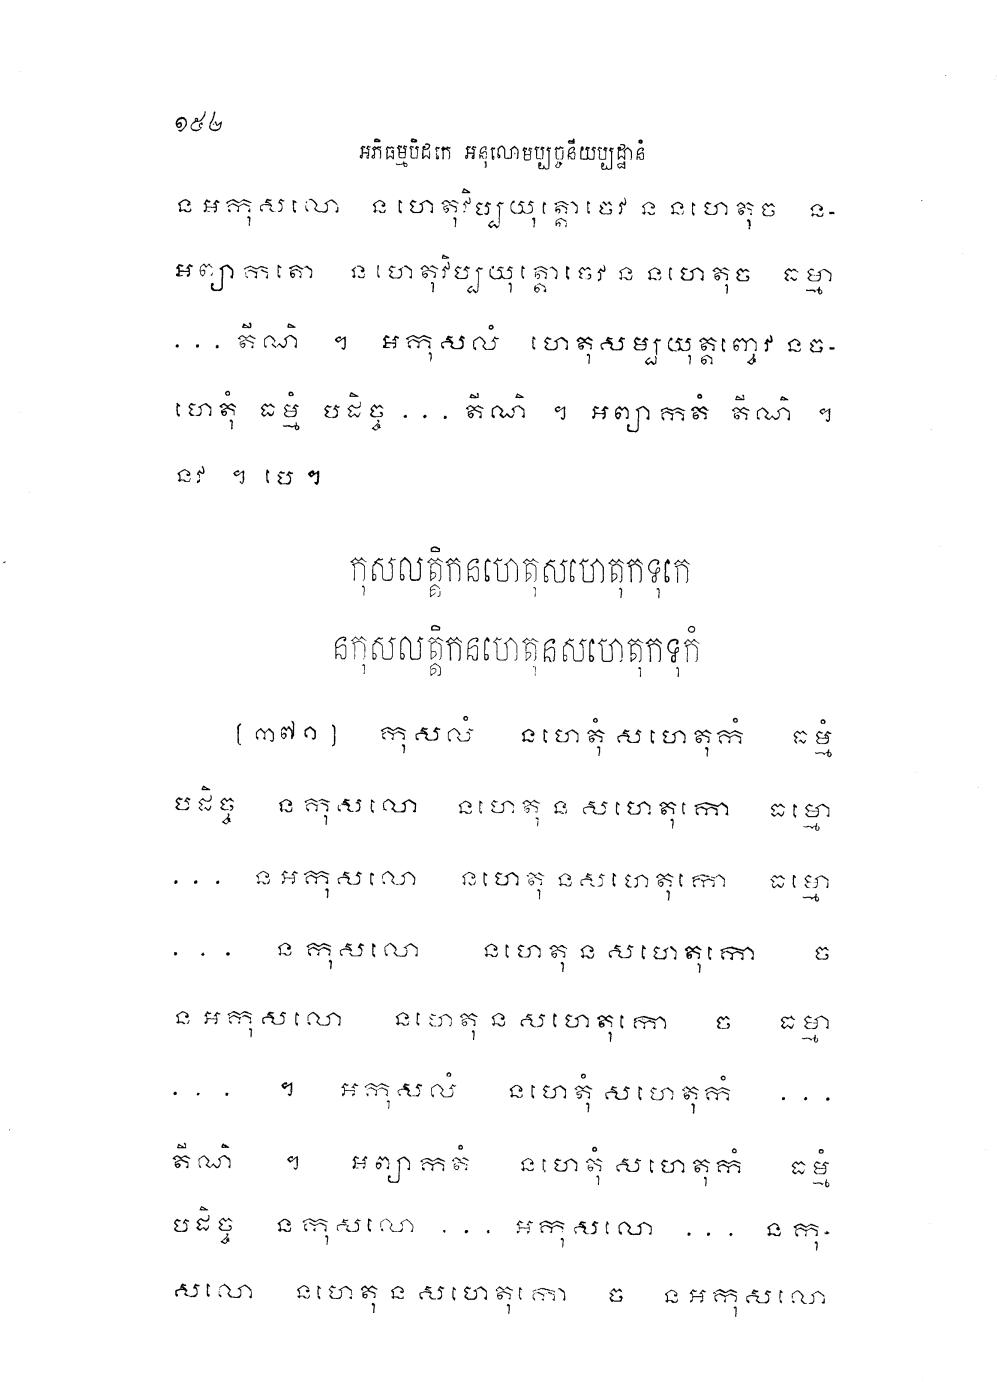 ១៥៤
អភិធម្មបិដកេ អនុលោមប្បច្ចនីយប្បដ្ឋានំ
នអកុសលោ នហេតុវិប្បយុត្តោចេវននហេតុច ន-
អព្យាកតោ នហេតុវិប្បយុត្តោចេវននហេតុច ធម្មា
...តីណិ ។ អកុសលំ ហេតុសម្បយុត្តញ្ចេវនច-
ហេតុំ ធម្មំ បដិច្ច ...តីណិ ។ អព្យាកតំ តីណិ ។
នវ ។ បេ ។
កុសលត្តិកនហេតុសហេតុកទុកេ
នកុសលត្តិកនហេតុនសហេតុកទុកំ
[៣៧១] កុសលំ នហេតុំសហេតុកំ ធម្មំ
បដិច្ច នកុសលោ នហេតុនសហេតុកោ ធម្មោ
... នអកុសលោ នហេតុនសហេតុកោ ធម្មោ
... នកុសលោ នហេតុនសហេតុកោ ច
នអកុសលោ នហេតុនសហេតុកោ ច ធម្មា
... ។ អកុសលំ នហេតុំសហេតុកំ ...
តីណិ ។ អព្យាកតំ នហេតុំសហេតុកំ ធម្មំ
បដិច្ច នកុសលោ ... អកុសលោ ... នកុ-
សលោ នហេតុនសហេតុកោ ច នអកុសលោ